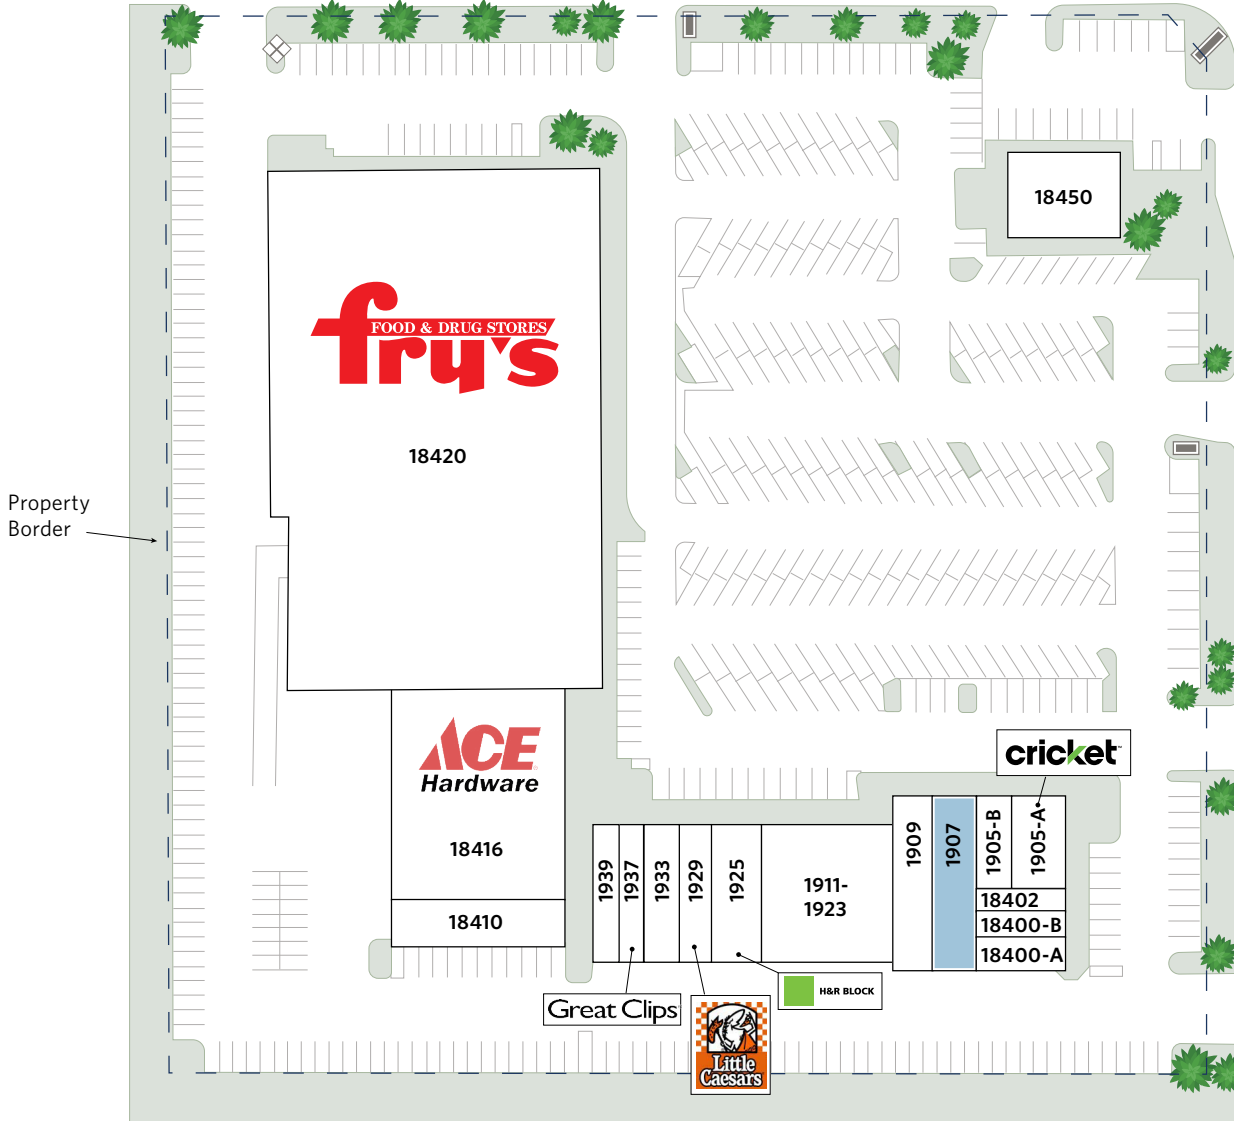 18450
FOOD & DRUG STORES
fry's
18420
Property
Border
ACE
Hardware
18416
18410
cricket
1939
1937
1933
1929
1925
1911-
1923
1909
1907
1905-B
1905-A
18402
18400-B
18400-A
Great Clips
H&R BLOCK
Little
Caesars